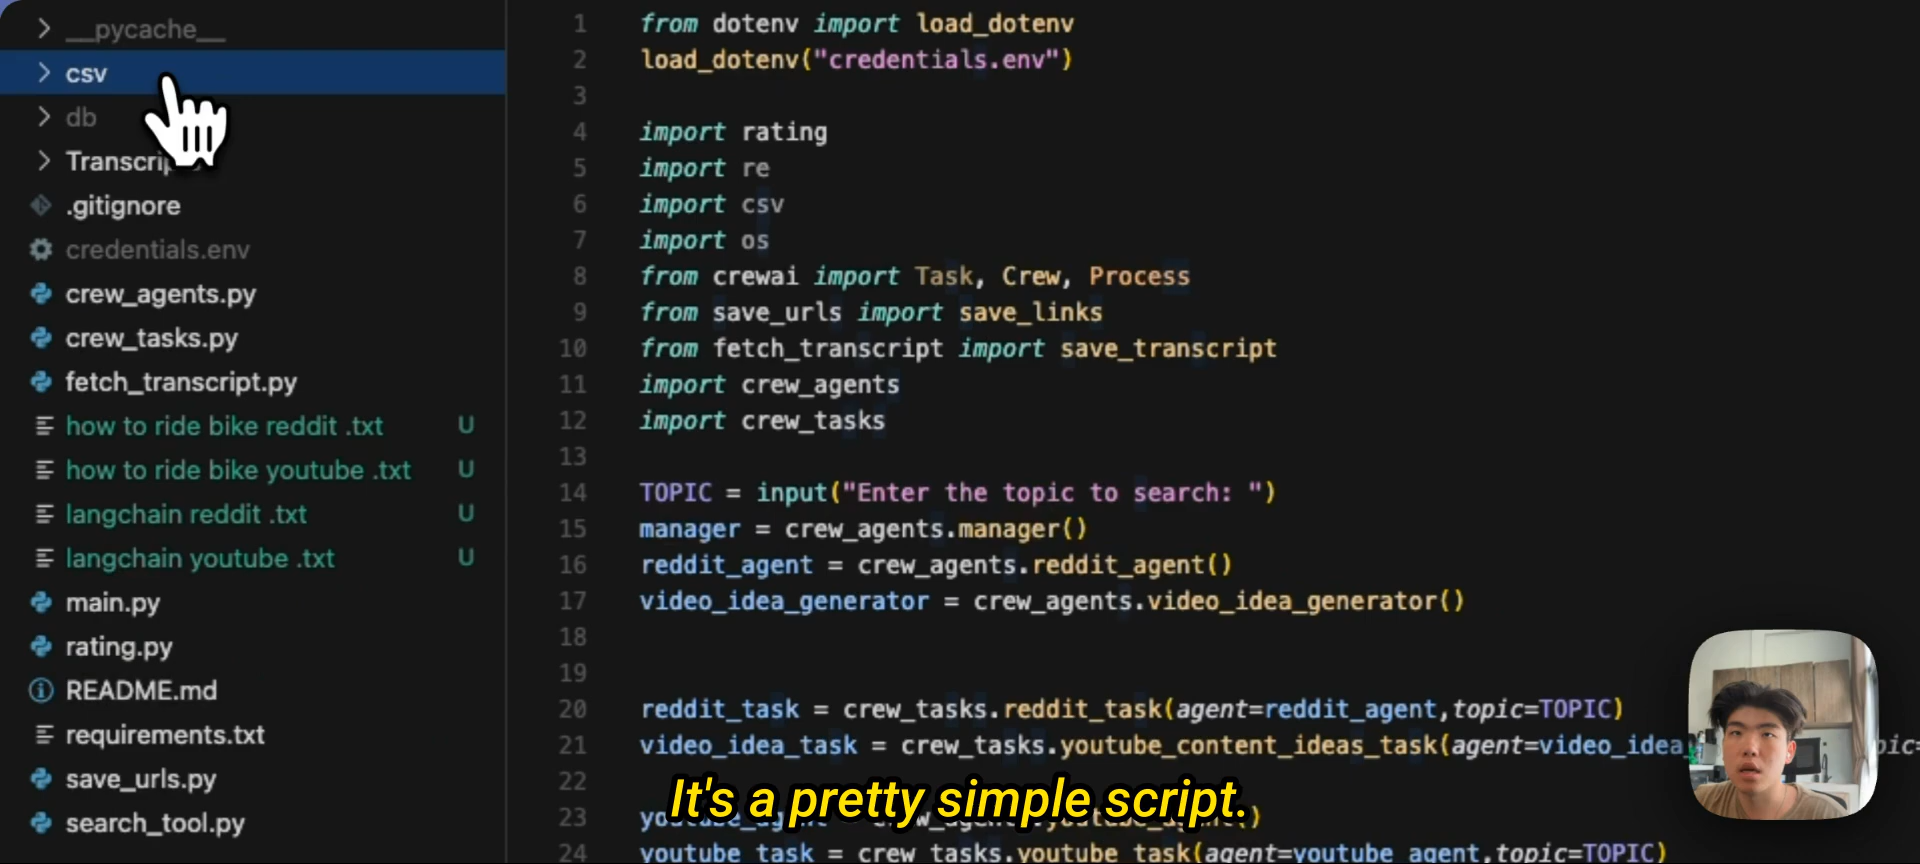 __pycache__
csv
db
Transcrip
.gitignore
credentials.env
crew_agents.py
crew_tasks.py
fetch_transcript.py
how to ride bike reddit .txt U
how to ride bike youtube .txt U
langchain reddit .txt U
langchain youtube .txt U
main.py
rating.py
README.md
requirements.txt
save_urls.py
search_tool.py
1 from dotenv import load_dotenv
2 load_dotenv("credentials.env")
3
4 import rating
5 import re
6 import csv
7 import os
8 from crewai import Task, Crew, Process
9 from save_urls import save_links
10 from fetch_transcript import save_transcript
11 import crew_agents
12 import crew_tasks
13
14 TOPIC = input("Enter the topic to search: ")
15 manager = crew_agents.manager()
16 reddit_agent = crew_agents.reddit_agent()
17 video_idea_generator = crew_agents.video_idea_generator()
18
19
20 reddit_task = crew_tasks.reddit_task(agent=reddit_agent,topic=TOPIC)
21 video_idea_task = crew_tasks.youtube_content_ideas_task(agent=video_idea
22
23
24 youtube_task = crew_tasks.youtube_task(agent=youtube_agent,topic=TOPIC)
It's a pretty simple script.